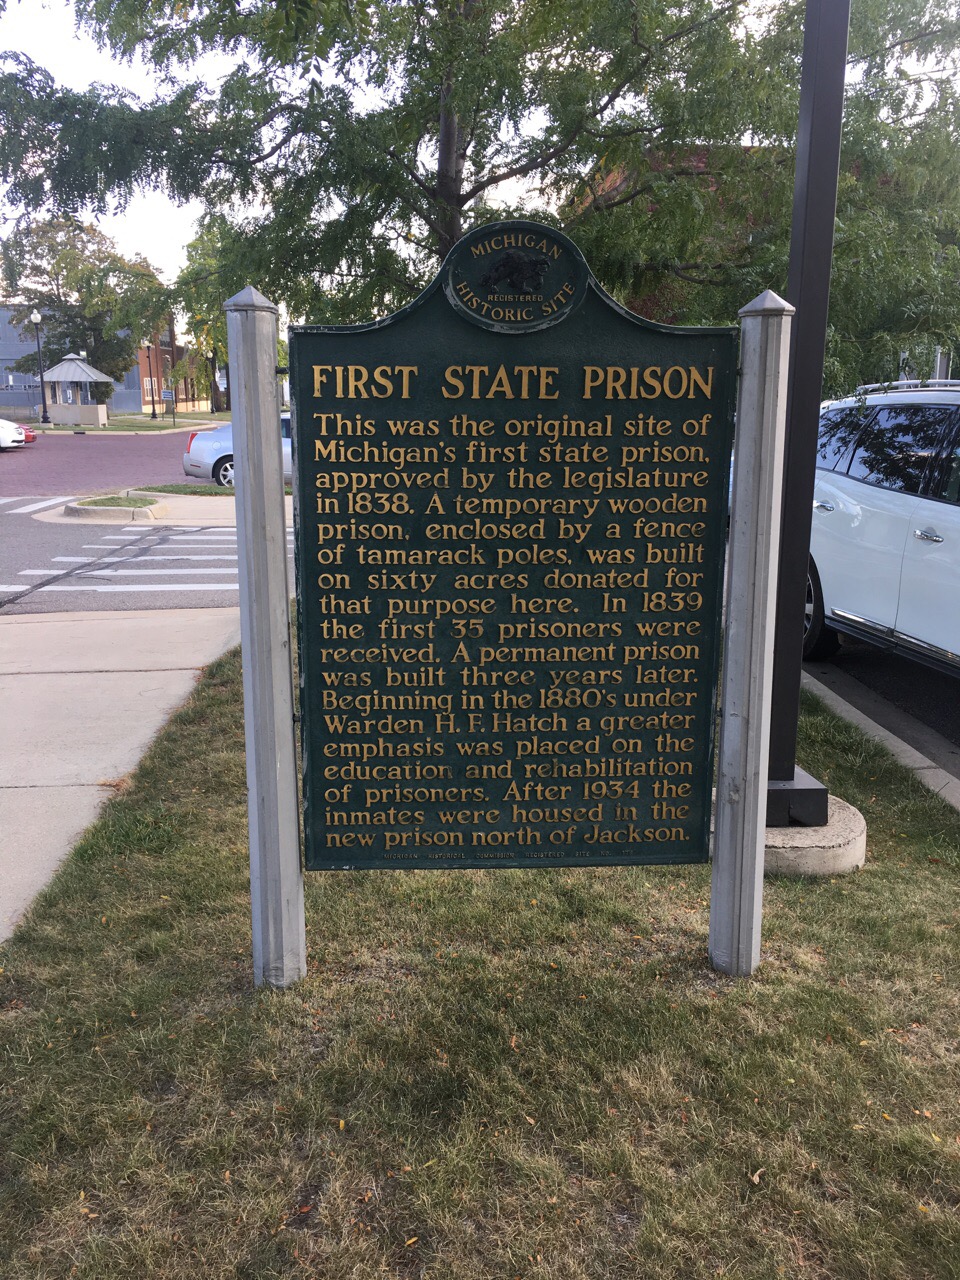 MICHIGAN
REGISTERED
HISTORIC SITE
FIRST STATE PRISON
This was the original site of
Michigan's first state prison,
approved by the legislature
in 1838. A temporary wooden
prison, enclosed by a fence
of tamarack poles, was built
on sixty acres donated for
that purpose here. In 1839
the first 35 prisoners were
received. A permanent prison
was built three years later.
Beginning in the 1880's under
Warden H. F. Hatch a greater
emphasis was placed on the
education and rehabilitation
of prisoners. After 1934 the
inmates were housed in the
new prison north of Jackson.
MICHIGAN HISTORICAL COMMISSION REGISTERED SITE NO.